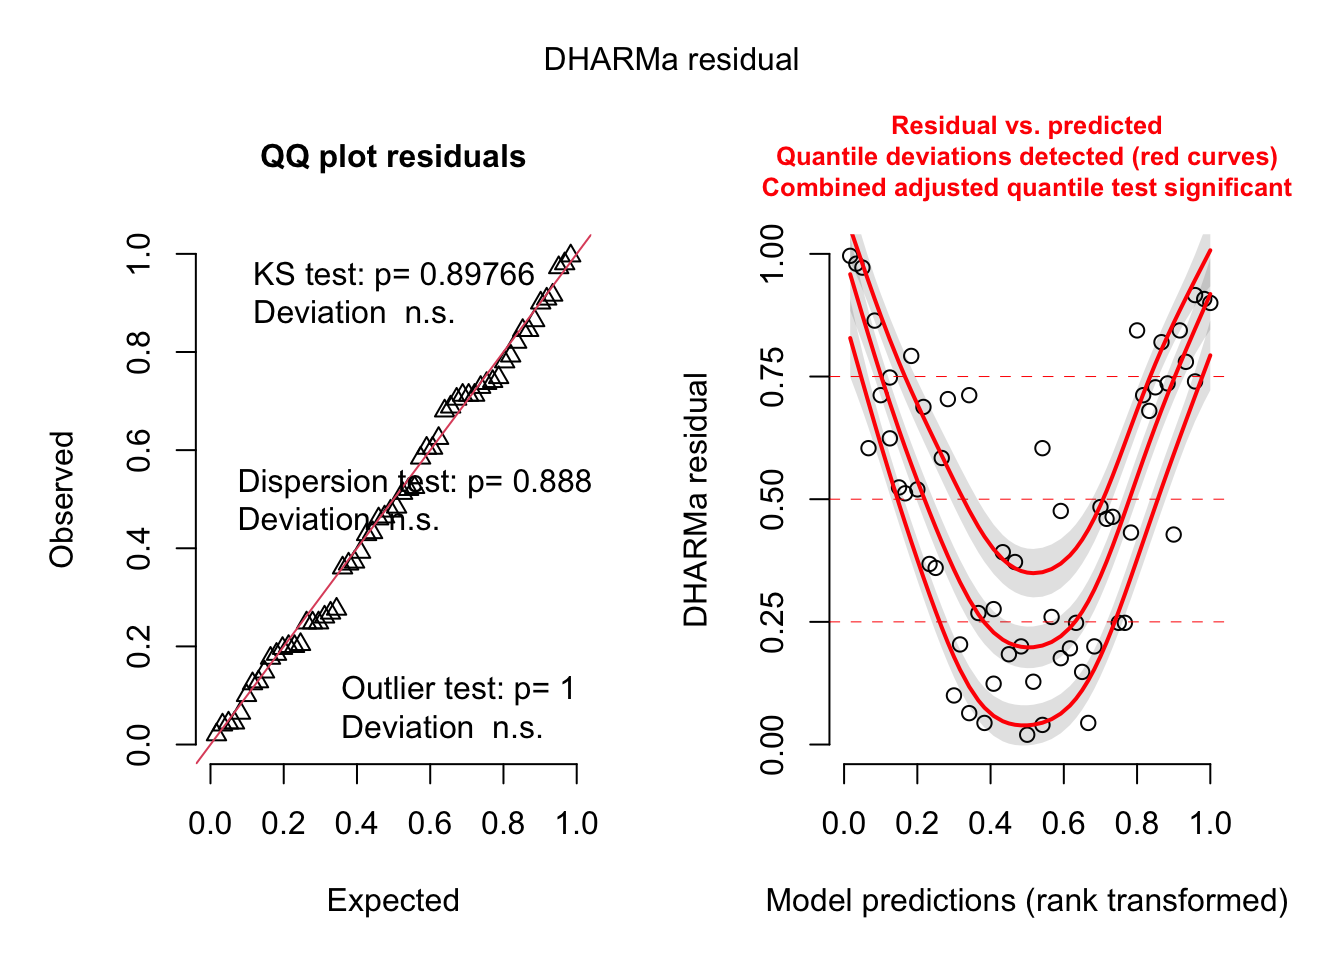 DHARMa residual
QQ plot residuals
KS test: p= 0.89766
Deviation n.s.
Dispersion test: p= 0.888
Deviation n.s.
Outlier test: p= 1
Deviation n.s.
Observed
0.0
0.2
0.4
0.6
0.8
1.0
0.0 0.2 0.4 0.6 0.8 1.0
Expected
Residual vs. predicted
Quantile deviations detected (red curves)
Combined adjusted quantile test significant
DHARMa residual
0.00
0.25
0.50
0.75
1.00
0.0 0.2 0.4 0.6 0.8 1.0
Model predictions (rank transformed)